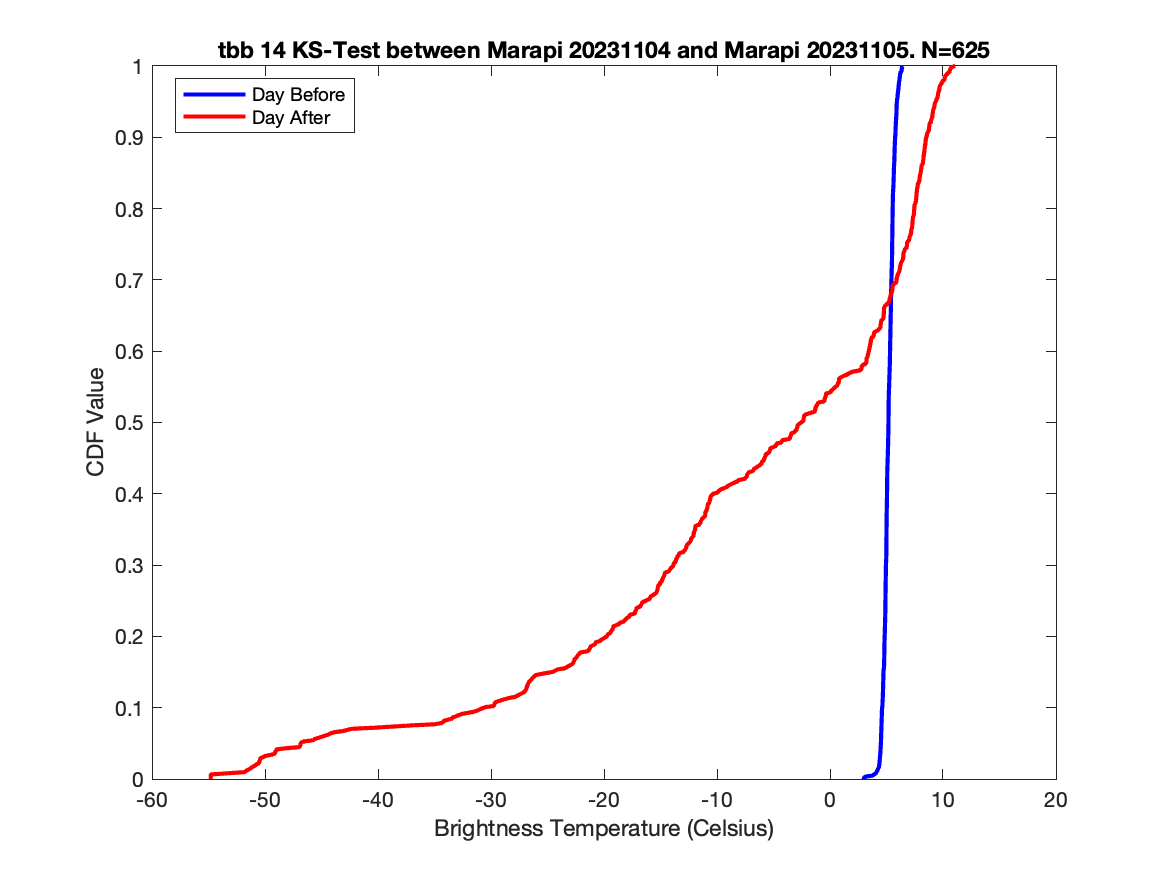 tbb 14 KS-Test between Marapi 20231104 and Marapi 20231105. N=625
Day Before
Day After
1
0.9
0.8
0.7
0.6
0.5
0.4
0.3
0.2
0.1
0
CDF Value
-60 -50 -40 -30 -20 -10 0 10 20
Brightness Temperature (Celsius)